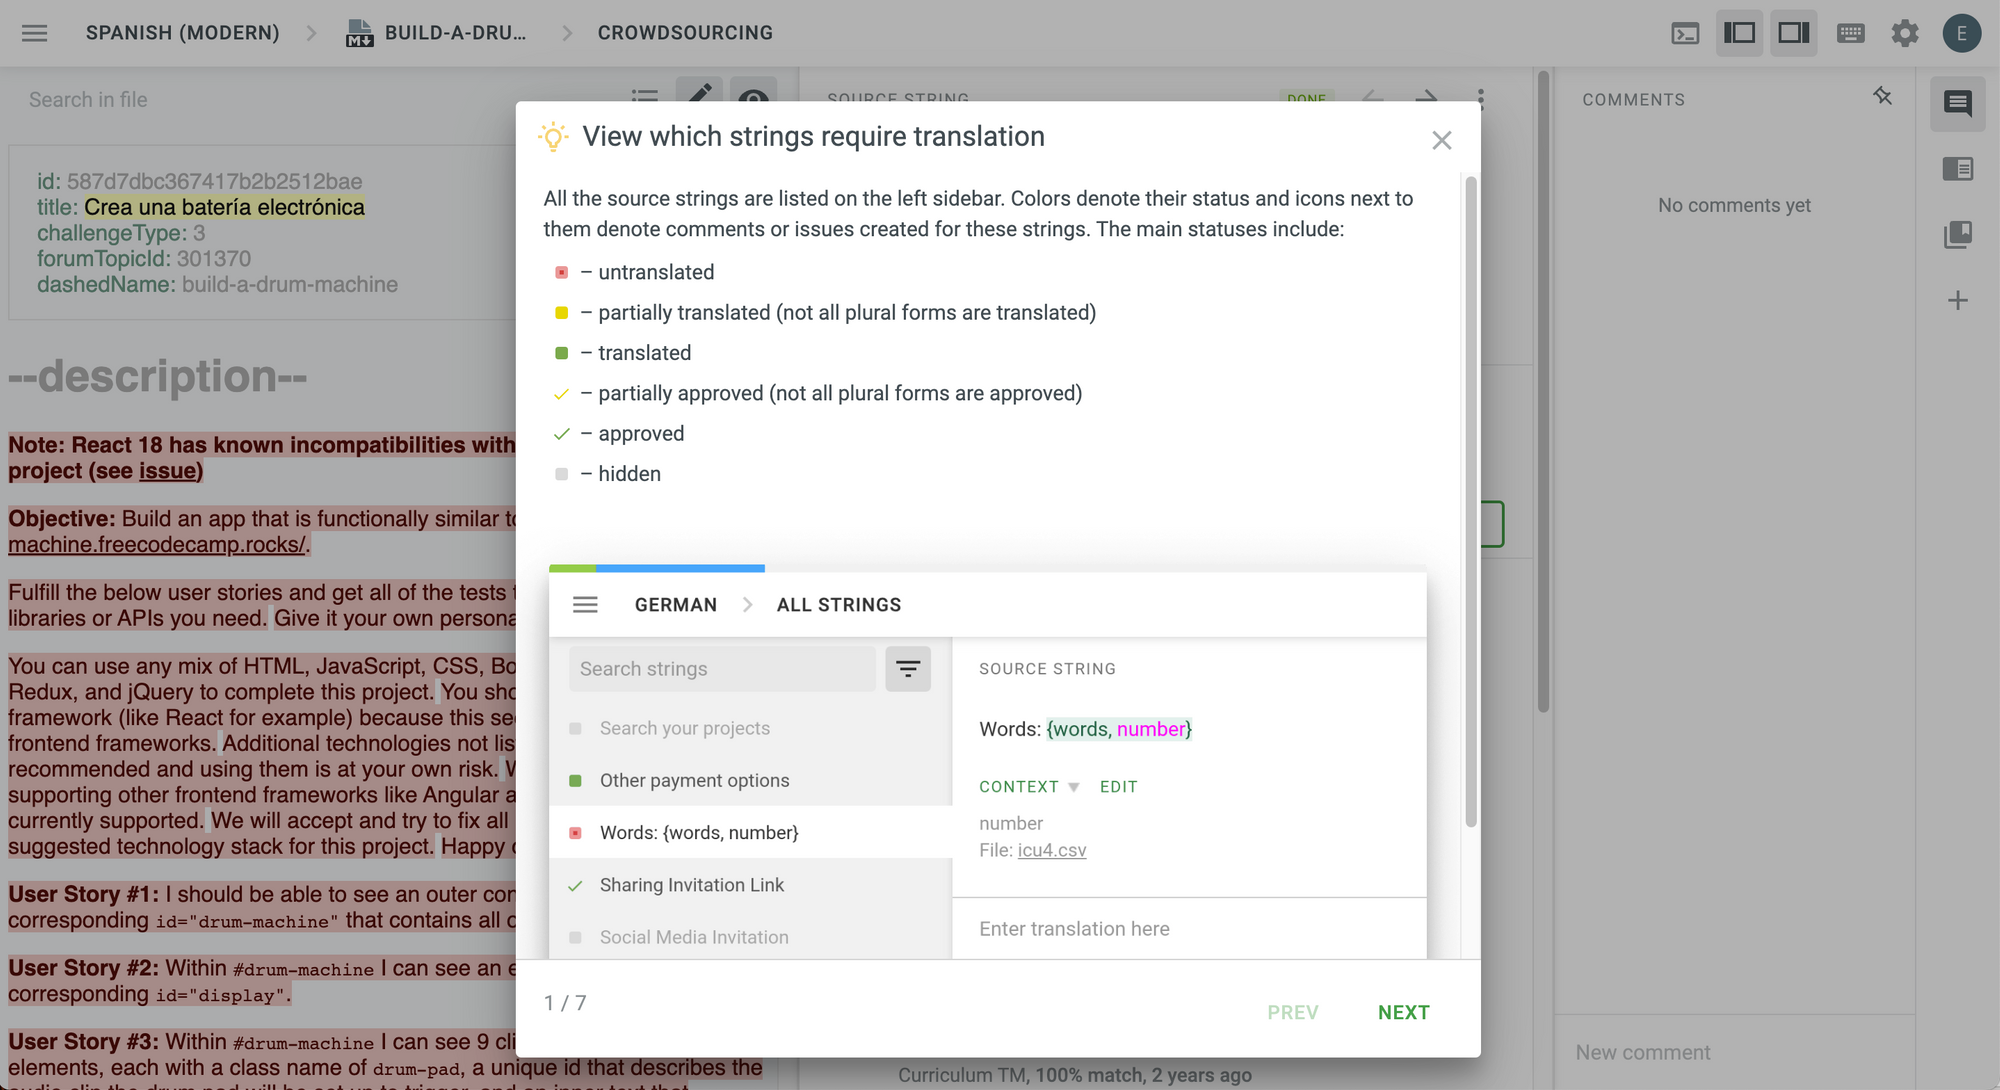 SPANISH (MODERN)
BUILD-A-DRU...
CROWDSOURCING
E
Search in file
SOURCE STRING
DONE
COMMENTS
No comments yet
New comment
id: 587d7dbc367417b2b2512bae
title: Crea una batería electrónica
challengeType: 3
forumTopicId: 301370
dashedName: build-a-drum-machine
--description--
Note: React 18 has known incompatibilities with
project (see issue)
Objective: Build an app that is functionally similar
machine.freecodecamp.rocks/.
Fulfill the below user stories and get all of the tests
libraries or APIs you need. Give it your own
You can use any mix of HTML, JavaScript, CSS,
Redux, and jQuery to complete this project. You
framework (like React for example) because this
frontend frameworks. Additional technologies not
recommended and using them is at your own risk.
supporting other frontend frameworks like Angular
currently supported. We will accept and try to fix all
suggested technology stack for this project. Happy
User Story #1: I should be able to see an outer
corresponding id="drum-machine" that contains all
User Story #2: Within #drum-machine I can see an
corresponding id="display".
User Story #3: Within #drum-machine I can see 9
elements, each with a class name of drum-pad, a unique id that describes the
View which strings require translation
All the source strings are listed on the left sidebar. Colors denote their status and icons next to
them denote comments or issues created for these strings. The main statuses include:
– untranslated
– partially translated (not all plural forms are translated)
– translated
– partially approved (not all plural forms are approved)
– approved
– hidden
GERMAN
ALL STRINGS
Search strings
Search your projects
Other payment options
Words: {words, number}
Sharing Invitation Link
Social Media Invitation
SOURCE STRING
Words: {words, number}
CONTEXT
EDIT
number
File: icu4.csv
Enter translation here
1 / 7
PREV
NEXT
Curriculum TM, 100% match, 2 years ago